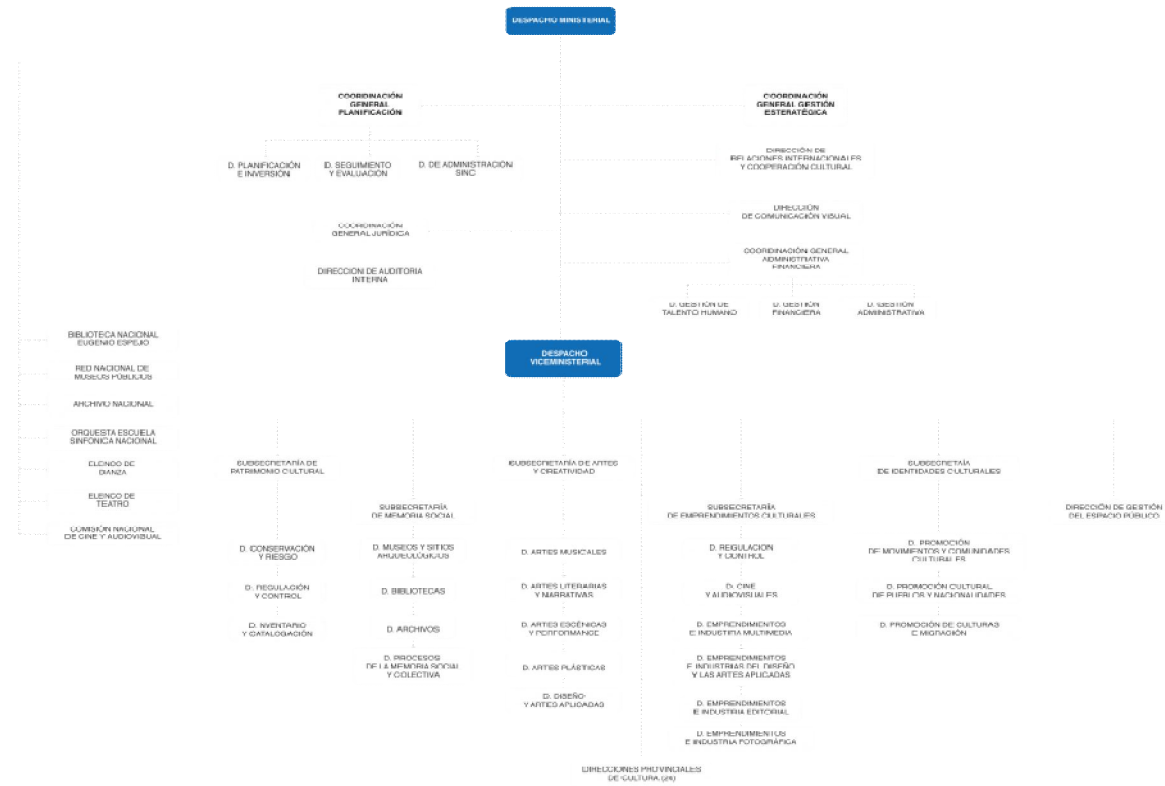 DESPACHO MINISTERIAL
COORDINACIÓN
GENERAL
PLANIFICACIÓN
COORDINACIÓN
GENERAL GESTIÓN
ESTERATÉGICA
D. PLANIFICACIÓN
E INVERSIÓN
D. SEGUIMIENTO
Y EVALUACIÓN
D. DE ADMINISTRACIÓN
SINCI
DIRECCIÓN DE
RELACIONES INTERNACIONALES
Y COOPERACIÓN CULTURAL
DIRECCIÓN
DE COMUNICACIÓN VISUAL
COORDINACIÓN
GENERAL JURÍDICA
COORDINACIÓN GENERAL
ADMINISTRATIVA
FINANCIERA
DIRECCION DE AUDITORIA
INTERNA
D. GESTIÓN DE
TALENTO HUMANO
D. GESTIÓN
FINANCIERA
D. GESTIÓN
ADMINISTRATIVA
BIBLIOTECA NACIONAL
EUGENIO ESPEJO
RED NACIONAL DE
MUSEOS PÚBLICOS
ARCHIVO NACIONAL
ORQUESTA ESCUELA
SINFÓNICA NACIONAL
ELENCO DE
DANZA
ELENCO DE
TEATRO
COMISIÓN NACIONAL
DE CINE Y AUDIOVISUAL
DESPACHO
VICEMINISTERIAL
SUBSECRETARÍA DE
PATRIMONIO CULTURAL
D. CONSERVACIÓN
Y RIESGO
D. REGULACIÓN
Y CONTROL
D. INVENTARIO
Y CATALOGACIÓN
SUBSECRETARÍA
DE MEMORIA SOCIAL
D. MUSEOS Y SITIOS
ARQUEOLÓGICOS
D. BIBLIOTECAS
D. ARCHIVOS
D. PROCESOS
DE LA MEMORIA SOCIAL
Y COLECTIVA
SUBSECRETARÍA DE ARTES
Y CREATIVIDAD
D. ARTES MUSICALES
D. ARTES LITERARIAS
Y NARRATIVAS
D. ARTES ESCÉNICAS
Y PERFORMANCE
D. ARTES PLÁSTICAS
D. DISEÑO
Y ARTES APLICADAS
SUBSECRETARÍA
DE EMPRENDIMIENTOS CULTURALES
D. REGULACION
Y CONTROL
D. CINE
Y AUDIOVISUALES
D. EMPRENDIMIENTOS
E INDUSTIRIA MULTIMEDIA
D. EMPRENDIMIENTOS
E INDUSTRIAS DEL DISEÑO
Y LAS ARTES APLICADAS
D. EMPRENDIMIENTOS
E INDUSTRIA EDITORIAL
D. EMPRENDIMIENTOS
E INDUSTRIA FOTOGRÁFICA
SUBSECRETAÍA
DE IDENTIDADES CULTURALES
D. PROMOCIÓN
DE MOVIMIENTOS Y COMUNIDADES
CULTURALES
D. PROMOCIÓN CULTURAL
DE PUEBLOS Y NACIONALIDADES
D. PROMOCIÓN DE CULTURAS
E MIGRACIÓN
DIRECCIÓN DE GESTIÓN
DEL ESPACIO PÚBLICO
DIRECCIONES PROVINCIALES
DE CULTURA (24)